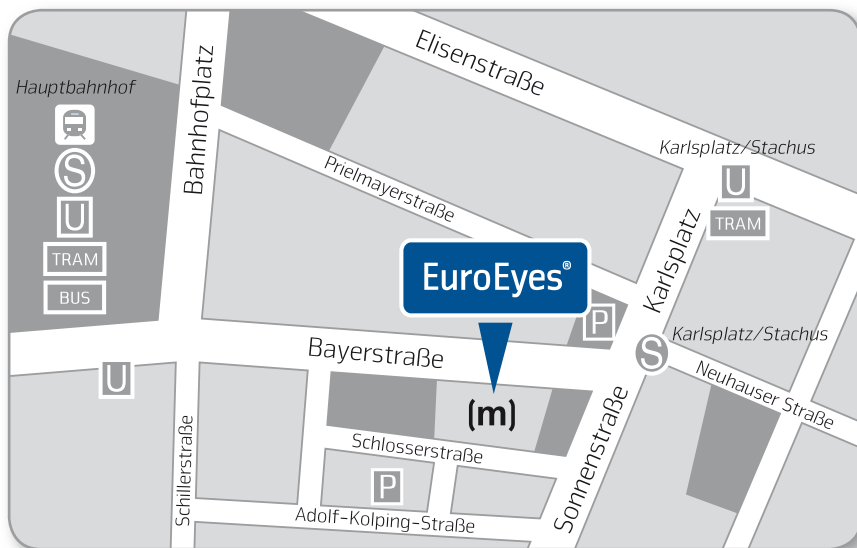 Elisenstraße
Hauptbahnhof
Bahnhofplatz
S
U
TRAM
BUS
Prielmayerstraße
Karlsplatz/Stachus
U
TRAM
Karlsplatz
EuroEyes®
P
Karlsplatz/Stachus
S
Bayerstraße
Neuhauser Straße
U
(m)
Sonnenstraße
Schlosserstraße
Schillerstraße
P
Adolf-Kolping-Straße